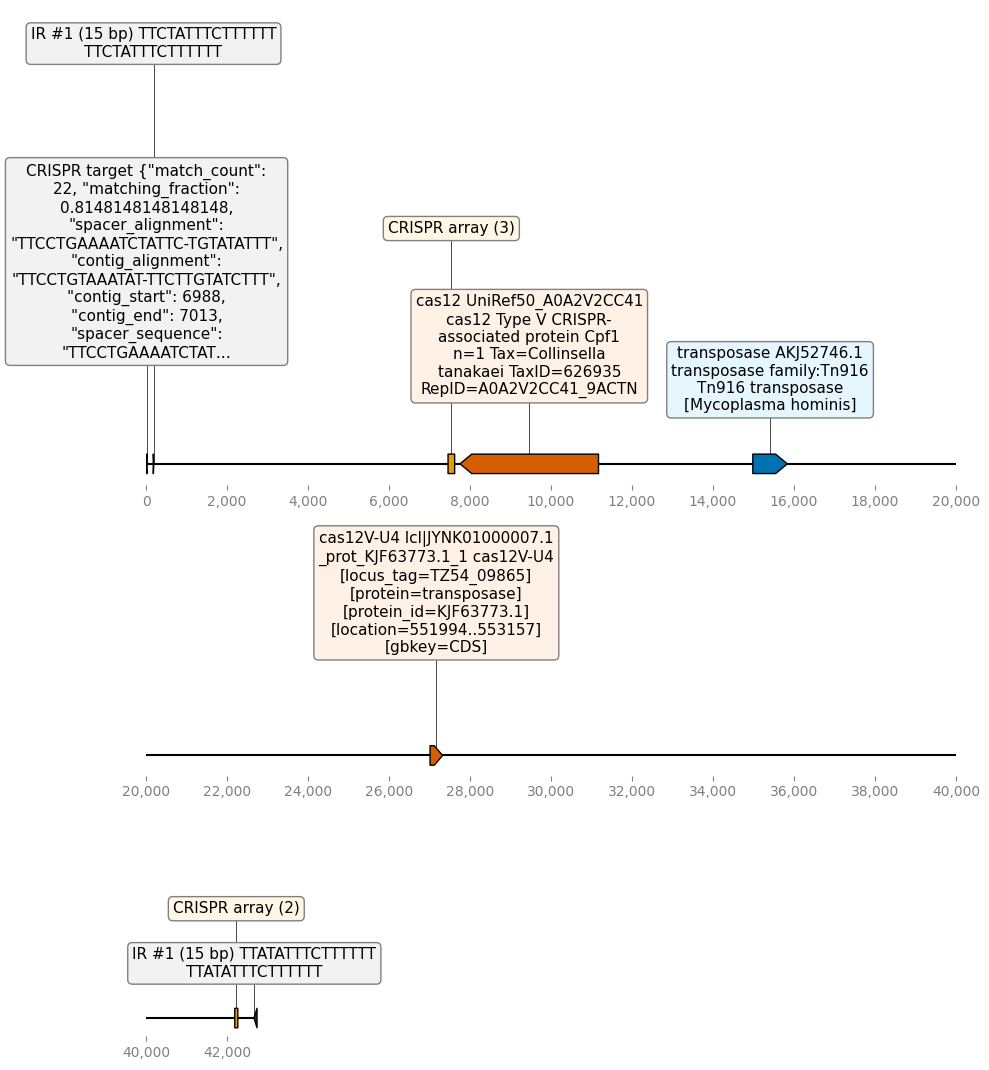 IR #1 (15 bp) TTCTATTTCTTTTTT
TTCTATTTCTTTTTT
CRISPR target {"match_count":
22, "matching_fraction":
0.8148148148148148,
"spacer_alignment":
"TTCCTGAAAATCTATTC-TGTATATTT",
"contig_alignment":
"TTCCTGTAAATAT-TTCTTGTATCTTT",
"contig_start": 6988,
"contig_end": 7013,
"spacer_sequence":
"TTCCTGAAAATCTAT...
CRISPR array (3)
cas12 UniRef50_A0A2V2CC41
cas12 Type V CRISPR-
associated protein Cpf1
n=1 Tax=Collinsella
tanakaei TaxID=626935
RepID=A0A2V2CC41_9ACTN
transposase AKJ52746.1
transposase family:Tn916
Tn916 transposase
[Mycoplasma hominis]
0 2,000 4,000 6,000 8,000 10,000 12,000 14,000 16,000 18,000 20,000
cas12V-U4 lcl|JYNK01000007.1
_prot_KJF63773.1_1 cas12V-U4
[locus_tag=TZ54_09865]
[protein=transposase]
[protein_id=KJF63773.1]
[location=551994..553157]
[gbkey=CDS]
20,000 22,000 24,000 26,000 28,000 30,000 32,000 34,000 36,000 38,000 40,000
CRISPR array (2)
IR #1 (15 bp) TTATATTTCTTTTTT
TTATATTTCTTTTTT
40,000 42,000